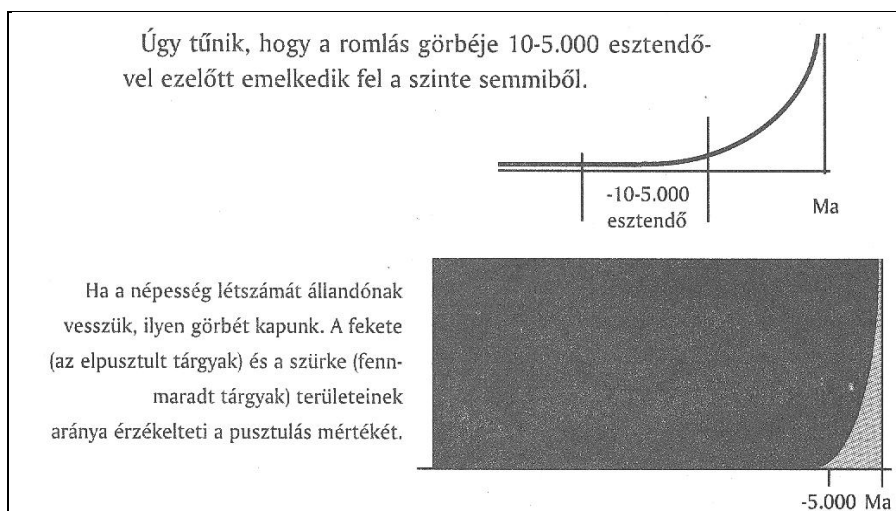 Úgy tűnik, hogy a romlás görbéje 10-5.000 esztendő-
vel ezelőtt emelkedik fel a szinte semmiből.
-10-5.000
esztendő
Ma
Ha a népesség létszámát állandónak
vesszük, ilyen görbét kapunk. A fekete
(az elpusztult tárgyak) és a szürke (fenn-
maradt tárgyak) területeinek
aránya érzékelteti a pusztulás mértékét.
-5.000 Ma